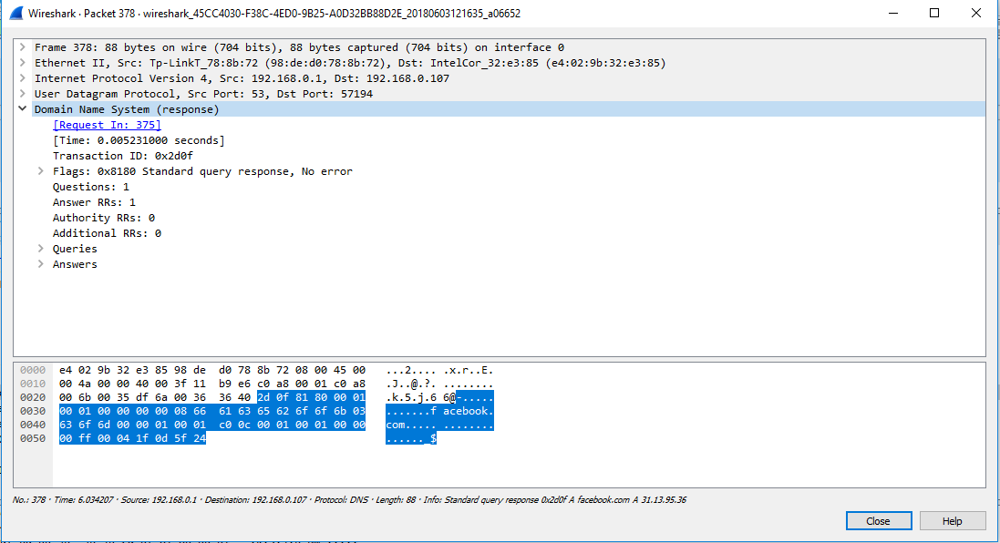 Wireshark · Packet 378 · wireshark_45CC4030-F38C-4ED0-9B25-A0D32BB88D2E_20180603121635_a06652
Frame 378: 88 bytes on wire (704 bits), 88 bytes captured (704 bits) on interface 0
Ethernet II, Src: Tp-LinkT_78:8b:72 (98:de:d0:78:8b:72), Dst: IntelCor_32:e3:85 (e4:02:9b:32:e3:85)
Internet Protocol Version 4, Src: 192.168.0.1, Dst: 192.168.0.107
User Datagram Protocol, Src Port: 53, Dst Port: 57194
Domain Name System (response)
[Request In: 375]
[Time: 0.005231000 seconds]
Transaction ID: 0x2d0f
Flags: 0x8180 Standard query response, No error
Questions: 1
Answer RRs: 1
Authority RRs: 0
Additional RRs: 0
Queries
Answers
0000 e4 02 9b 32 e3 85 98 de d0 78 8b 72 08 00 45 00 ...2.... .x.r..E.
0010 00 4a 00 00 40 00 3f 11 b9 e6 c0 a8 00 01 c0 a8 .J..@.?. ........
0020 00 6b 00 35 df 6a 00 36 36 40 2d 0f 81 80 00 01 .k.5.j.6 6@-.....
0030 00 01 00 00 00 00 08 66 61 63 65 62 6f 6f 6b 03 .......f acebook.
0040 63 6f 6d 00 00 01 00 01 c0 0c 00 01 00 01 00 00 com..... ........
0050 00 ff 00 04 1f 0d 5f 24 ......_$
No.: 378 · Time: 6.034207 · Source: 192.168.0.1 · Destination: 192.168.0.107 · Protocol: DNS · Length: 88 · Info: Standard query response 0x2d0f A facebook.com A 31.13.95.36
Close Help